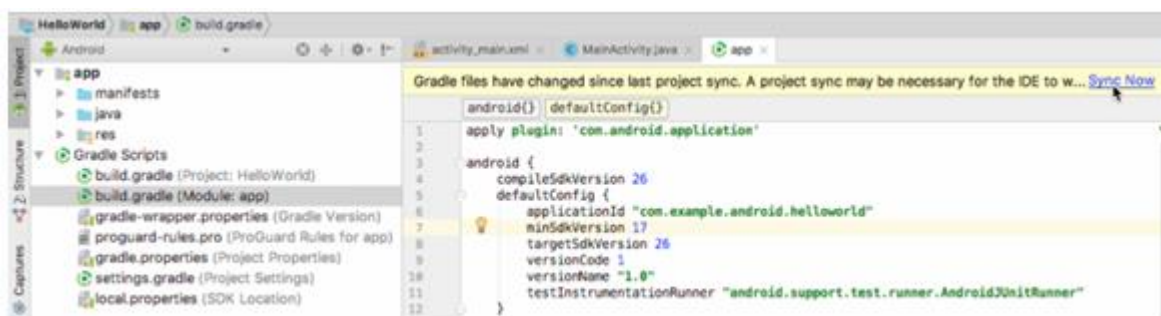 HelloWorld app build.gradle
Android
activity_main.xml MainActivity.java app
1: Project
2: Structure
Captures
app
manifests
java
res
Gradle Scripts
build.gradle (Project: HelloWorld)
build.gradle (Module: app)
gradle-wrapper.properties (Gradle Version)
proguard-rules.pro (ProGuard Rules for app)
gradle.properties (Project Properties)
settings.gradle (Project Settings)
local.properties (SDK Location)
Gradle files have changed since last project sync. A project sync may be necessary for the IDE to w... Sync Now
android{} defaultConfig{}
1 apply plugin: 'com.android.application'
2
3 android {
4 compileSdkVersion 26
5 defaultConfig {
6 applicationId "com.example.android.helloworld"
7 minSdkVersion 17
8 targetSdkVersion 26
9 versionCode 1
10 versionName "1.0"
11 testInstrumentationRunner "android.support.test.runner.AndroidJUnitRunner"
12 }